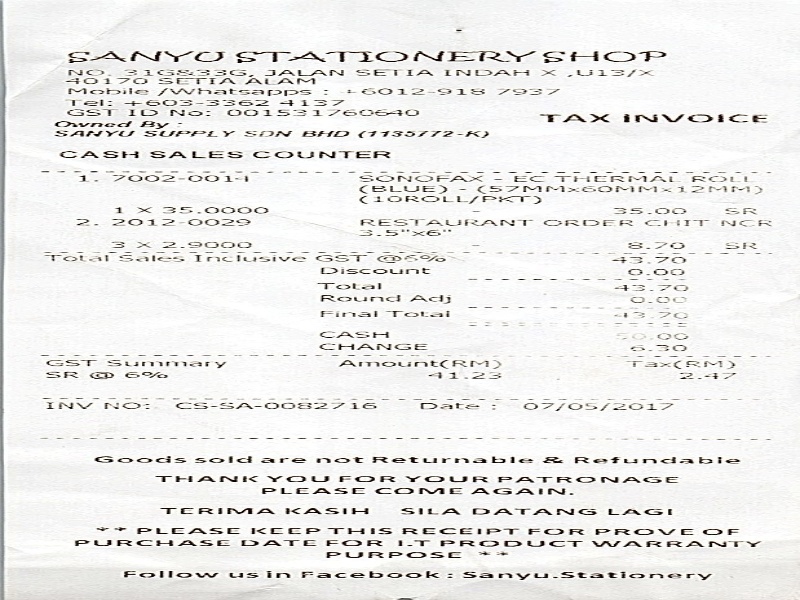 SANYU STATIONERY SHOP
NO. 31G&33G, JALAN SETIA INDAH X ,U13/X
40170 SETIA ALAM
Mobile /Whatsapps : +6012-918 7937
Tel: +603-3362 4137
GST ID No: 001531760640
TAX INVOICE
Owned By :
SANYU SUPPLY SDN BHD (1135772-K)
CASH SALES COUNTER
1. 7002-0014 SONOFAX - EC THERMAL ROLL
(BLUE) - (57MMx60MMx12MM)
(10ROLL/PKT)
1 X 35.0000 - 35.00 SR
2. 2012-0029 RESTAURANT ORDER CHIT NCR
3.5"X6"
3 X 2.9000 - 8.70 SR
Total Sales Inclusive GST @6% 43.70
Discount 0.00
Total 43.70
Round Adj 0.00
Final Total 43.70
CASH 50.00
CHANGE 6.30
GST Summary Amount(RM) Tax(RM)
SR @ 6% 41.23 2.47
INV NO: CS-SA-0082716 Date : 07/05/2017
Goods sold are not Returnable & Refundable
THANK YOU FOR YOUR PATRONAGE
PLEASE COME AGAIN.
TERIMA KASIH SILA DATANG LAGI
** PLEASE KEEP THIS RECEIPT FOR PROVE OF
PURCHASE DATE FOR I.T PRODUCT WARRANTY
PURPOSE **
Follow us in Facebook : Sanyu.Stationery